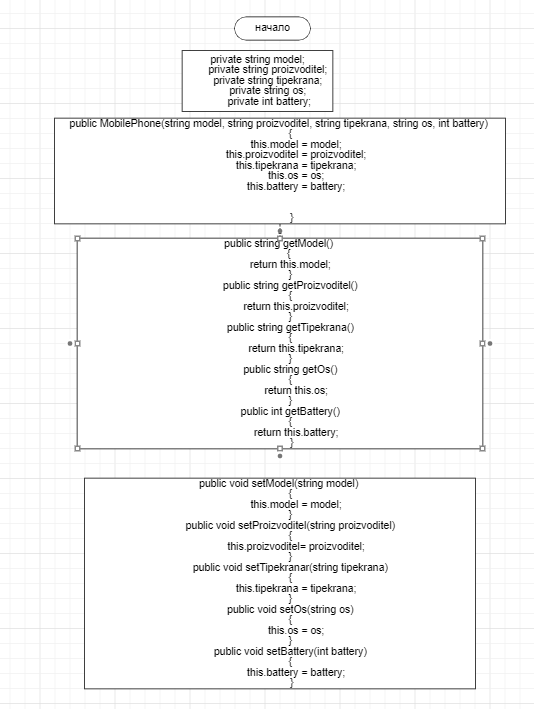 начало
private string model;
private string proizvoditel;
private string tipekrana;
private string os;
private int battery;
public MobilePhone(string model, string proizvoditel, string tipekrana, string os, int battery)
{
this.model = model;
this.proizvoditel = proizvoditel;
this.tipekrana = tipekrana;
this.os = os;
this.battery = battery;
}
public string getModel()
{
return this.model;
}
public string getProizvoditel()
{
return this.proizvoditel;
}
public string getTipekrana()
{
return this.tipekrana;
}
public string getOs()
{
return this.os;
}
public int getBattery()
{
return this.battery;
}
public void setModel(string model)
{
this.model = model;
}
public void setProizvoditel(string proizvoditel)
{
this.proizvoditel= proizvoditel;
}
public void setTipekranar(string tipekrana)
{
this.tipekrana = tipekrana;
}
public void setOs(string os)
{
this.os = os;
}
public void setBattery(int battery)
{
this.battery = battery;
}